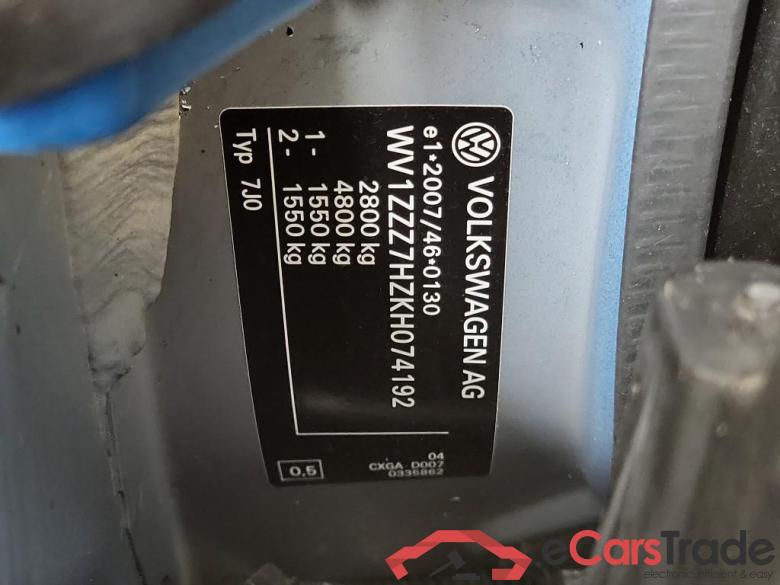 VOLKSWAGEN AG
e1*2007/46*0130
WV1ZZZ7HZKH074192
2800 kg
4800 kg
1- 1550 kg
2- 1550 kg
Typ 7J0
04
CXGA D007
0336862
0.5
eCarsTrade
electronic, efficient & easy